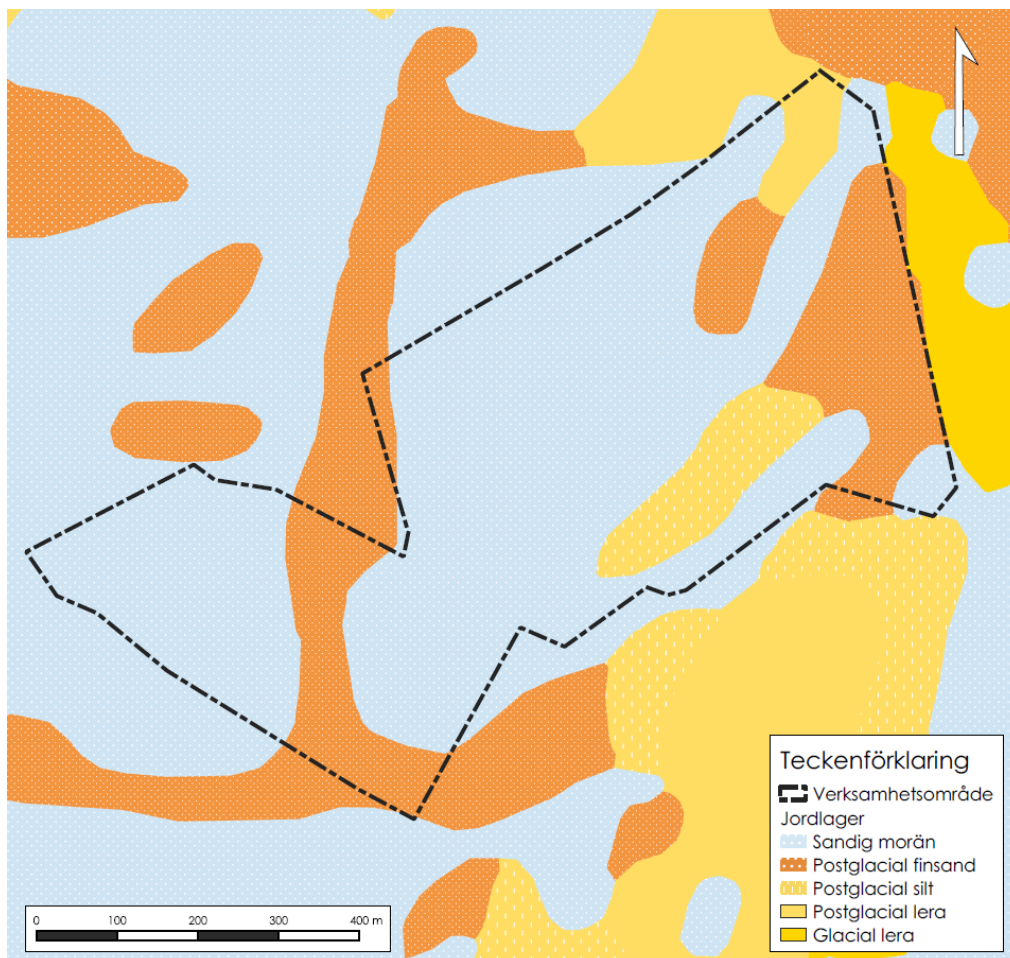 Teckenförklaring
Verksamhetsområde
Jordlager
Sandig morän
Postglacial finsand
Postglacial silt
Postglacial lera
Glacial lera
0 100 200 300 400 m